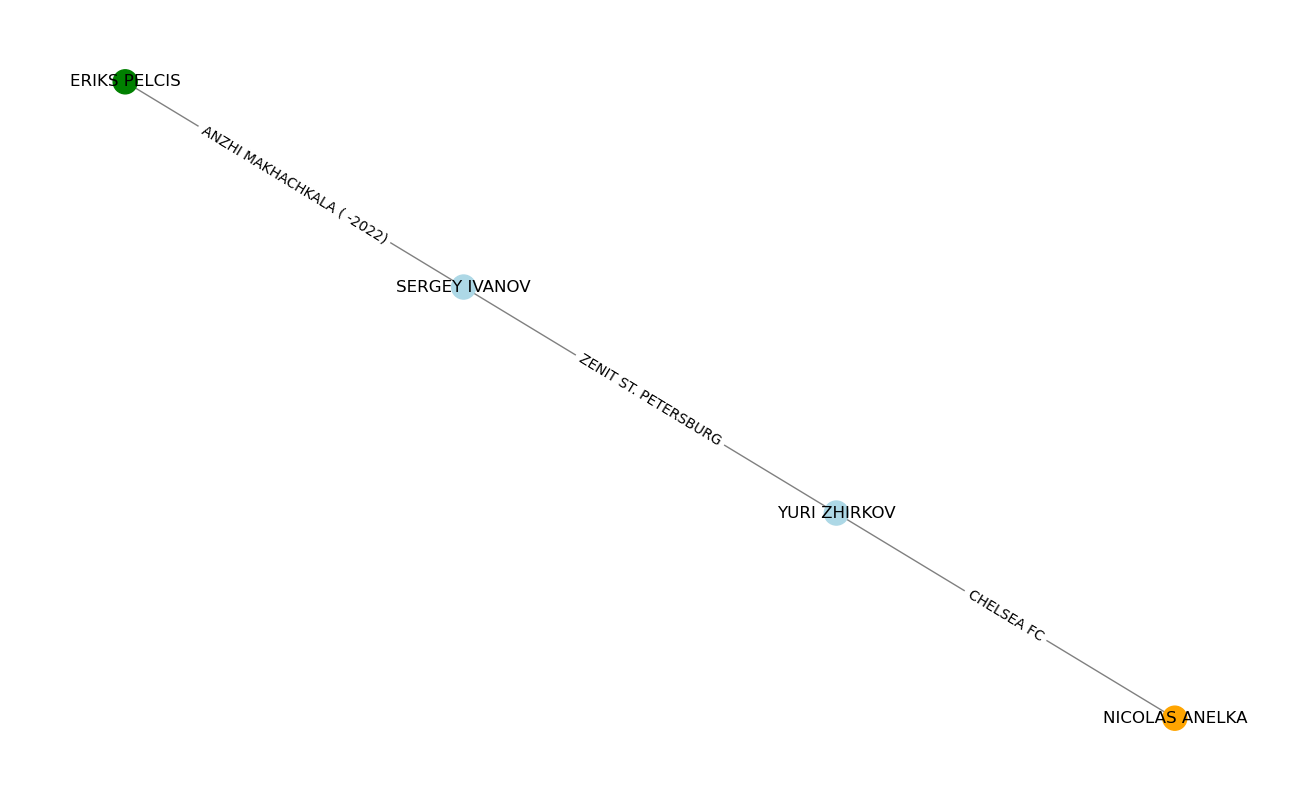 ERIKS PELCIS
ANZHI MAKHACHKALA ( -2022)
SERGEY IVANOV
ZENIT ST. PETERSBURG
YURI ZHIRKOV
CHELSEA FC
NICOLAS ANELKA